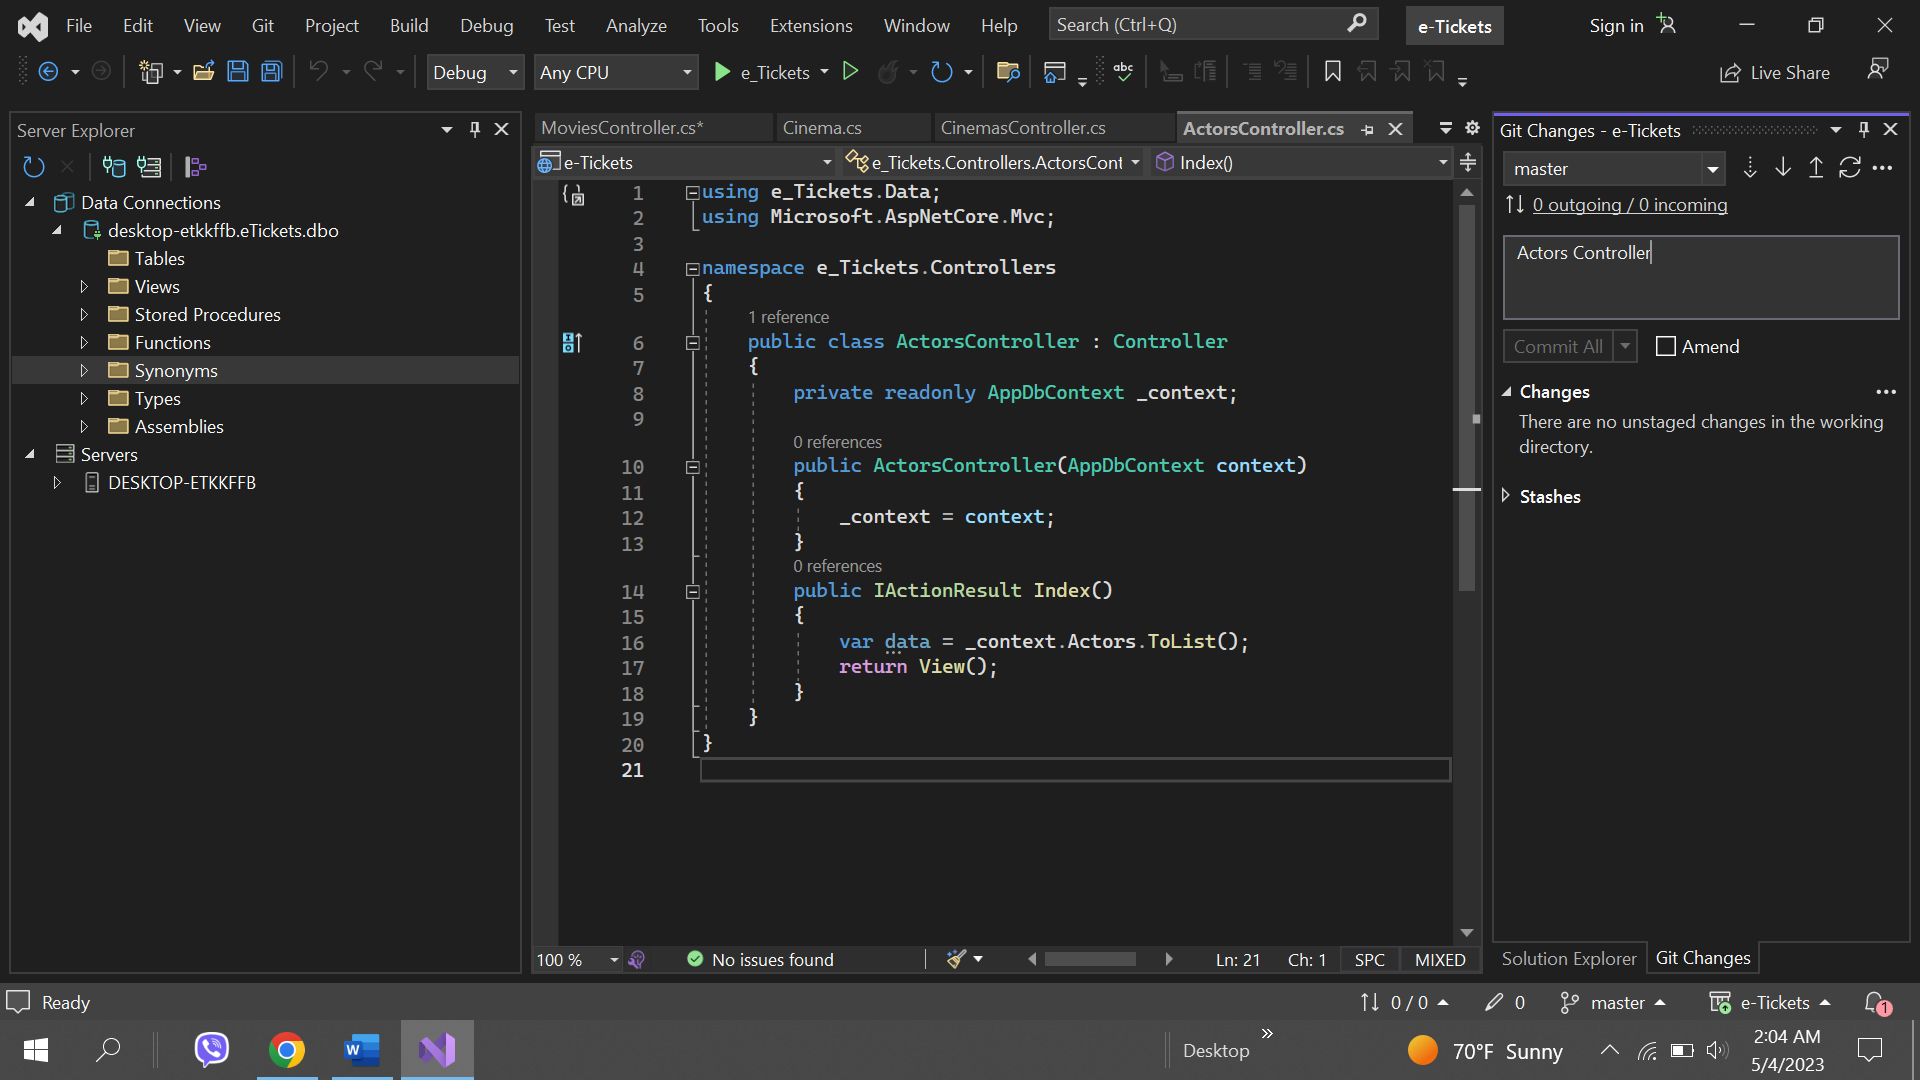 File Edit View Git Project Build Debug Test Analyze Tools Extensions Window Help Search (Ctrl+Q) e-Tickets Sign in
Debug Any CPU e_Tickets abc Live Share
Server Explorer
Data Connections
desktop-etkkffb.eTickets.dbo
Tables
Views
Stored Procedures
Functions
Synonyms
Types
Assemblies
Servers
DESKTOP-ETKKFFB
MoviesController.cs* Cinema.cs CinemasController.cs ActorsController.cs
e-Tickets e_Tickets.Controllers.ActorsCont Index()
1 using e_Tickets.Data;
2 using Microsoft.AspNetCore.Mvc;
3
4 namespace e_Tickets.Controllers
5 {
1 reference
6 public class ActorsController : Controller
7 {
8 private readonly AppDbContext _context;
9
0 references
10 public ActorsController(AppDbContext context)
11 {
12 _context = context;
13 }
0 references
14 public IActionResult Index()
15 {
16 var data = _context.Actors.ToList();
17 return View();
18 }
19 }
20 }
21
100 % No issues found Ln: 21 Ch: 1 SPC MIXED
Git Changes - e-Tickets
master
0 outgoing / 0 incoming
Actors Controller
Commit All Amend
Changes
There are no unstaged changes in the working
directory.
Stashes
Solution Explorer Git Changes
Ready 0 / 0 0 master e-Tickets 1
Desktop 70°F Sunny 2:04 AM
5/4/2023